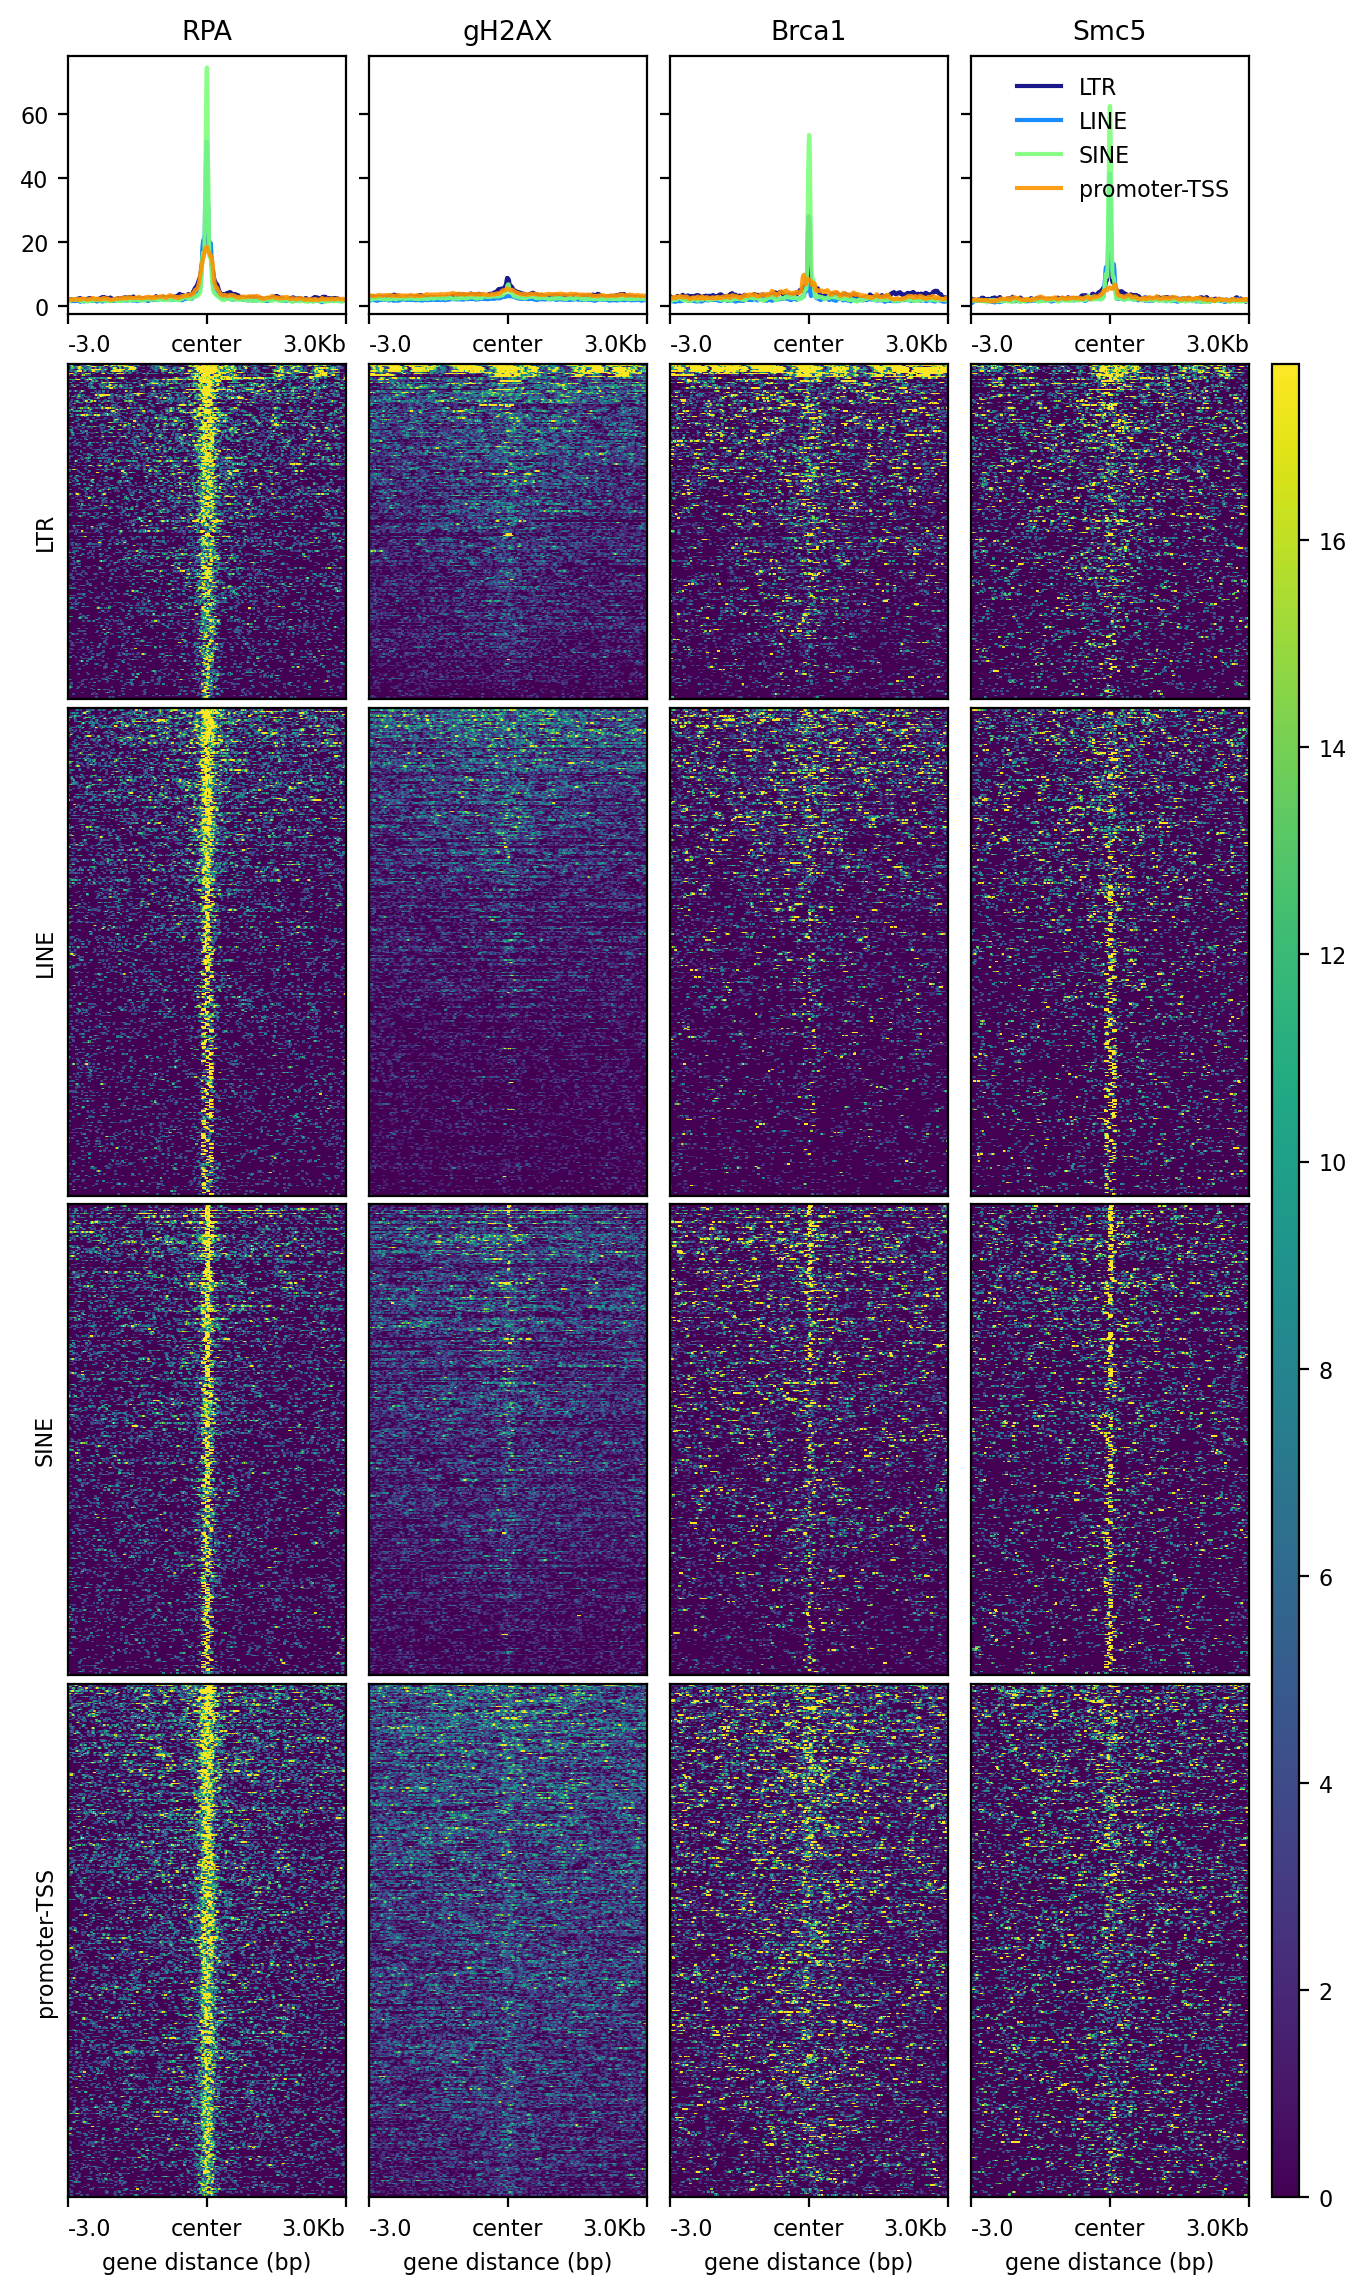 RPA gH2AX Brca1 Smc5
60
40
20
0
LTR
LINE
SINE
promoter-TSS
-3.0 center 3.0Kb -3.0 center 3.0Kb -3.0 center 3.0Kb -3.0 center 3.0Kb
LTR
LINE
SINE
promoter-TSS
16
14
12
10
8
6
4
2
0
-3.0 center 3.0Kb -3.0 center 3.0Kb -3.0 center 3.0Kb -3.0 center 3.0Kb
gene distance (bp) gene distance (bp) gene distance (bp) gene distance (bp)